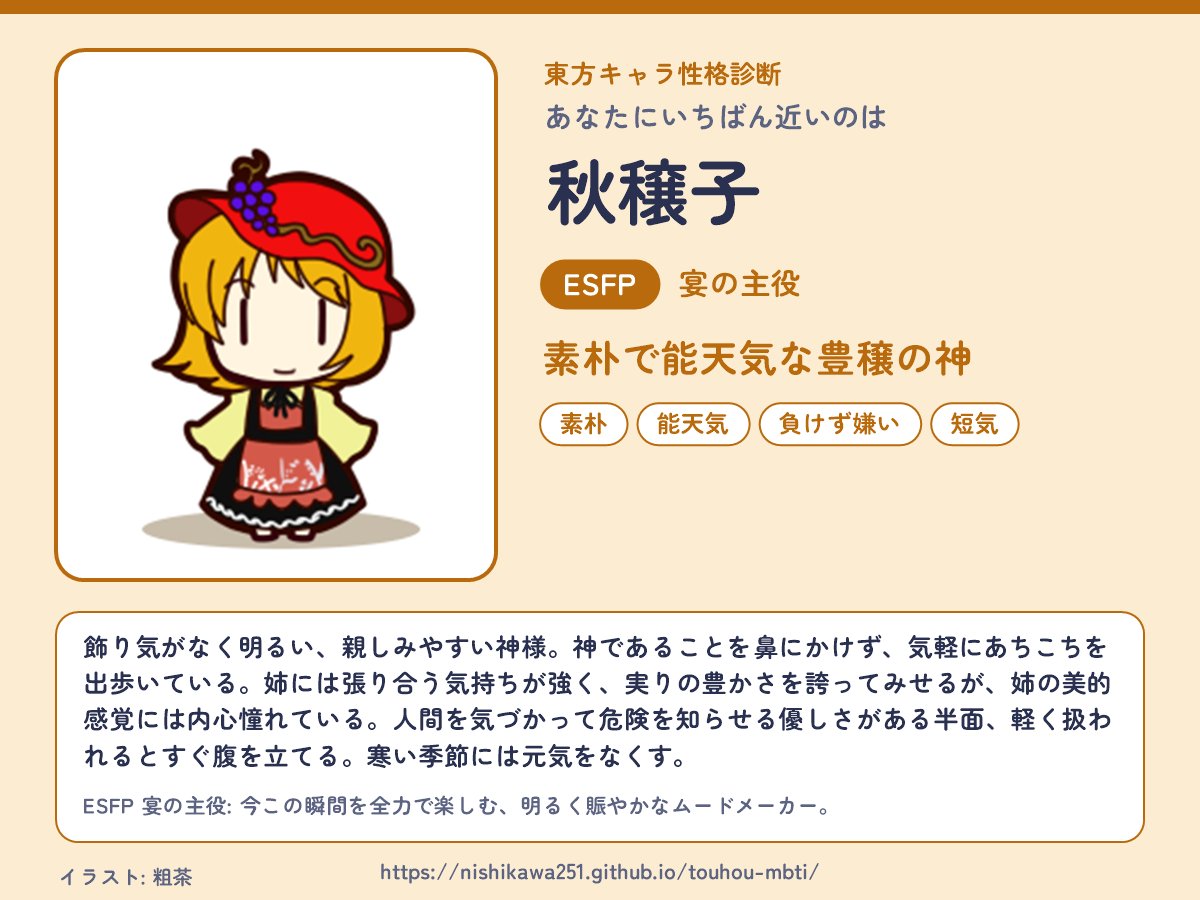 東方キャラ性格診断
あなたにいちばん近いのは
秋穣子
ESFP 宴の主役
素朴で能天気な豊穣の神
素朴 能天気 負けず嫌い 短気
飾り気がなく明るい、親しみやすい神様。神であることを鼻にかけず、気軽にあちこちを
出歩いている。姉には張り合う気持ちが強く、実りの豊かさを誇ってみせるが、姉の美的
感覚には内心憧れている。人間を気づかって危険を知らせる優しさがある半面、軽く扱わ
れるとすぐ腹を立てる。寒い季節には元気をなくす。
ESFP 宴の主役: 今この瞬間を全力で楽しむ、明るく賑やかなムードメーカー。
イラスト: 粗茶
https://nishikawa251.github.io/touhou-mbti/